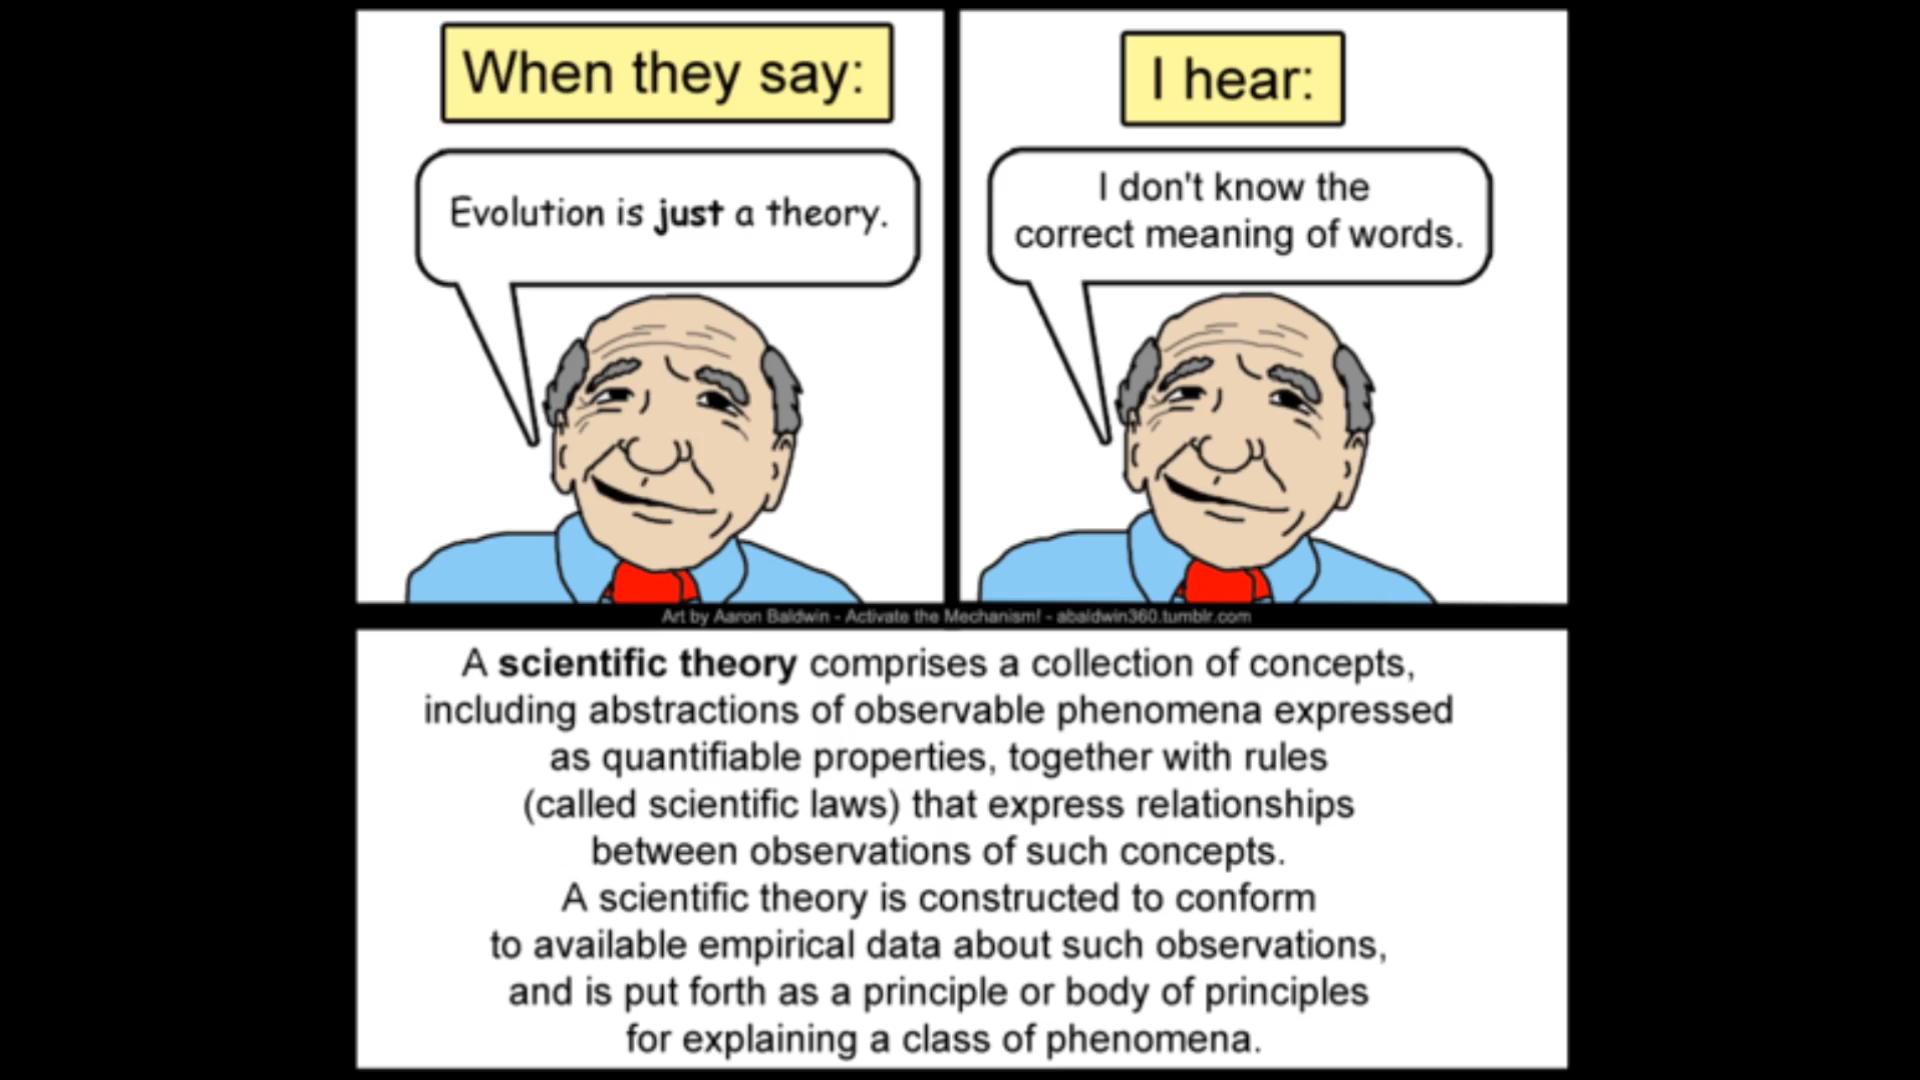 When they say:
Evolution is just a theory.
I hear:
I don't know the
correct meaning of words.
Art by Aaron Baldwin - Activate the Mechanism! - abaldwin360.tumblr.com
A scientific theory comprises a collection of concepts,
including abstractions of observable phenomena expressed
as quantifiable properties, together with rules
(called scientific laws) that express relationships
between observations of such concepts.
A scientific theory is constructed to conform
to available empirical data about such observations,
and is put forth as a principle or body of principles
for explaining a class of phenomena.